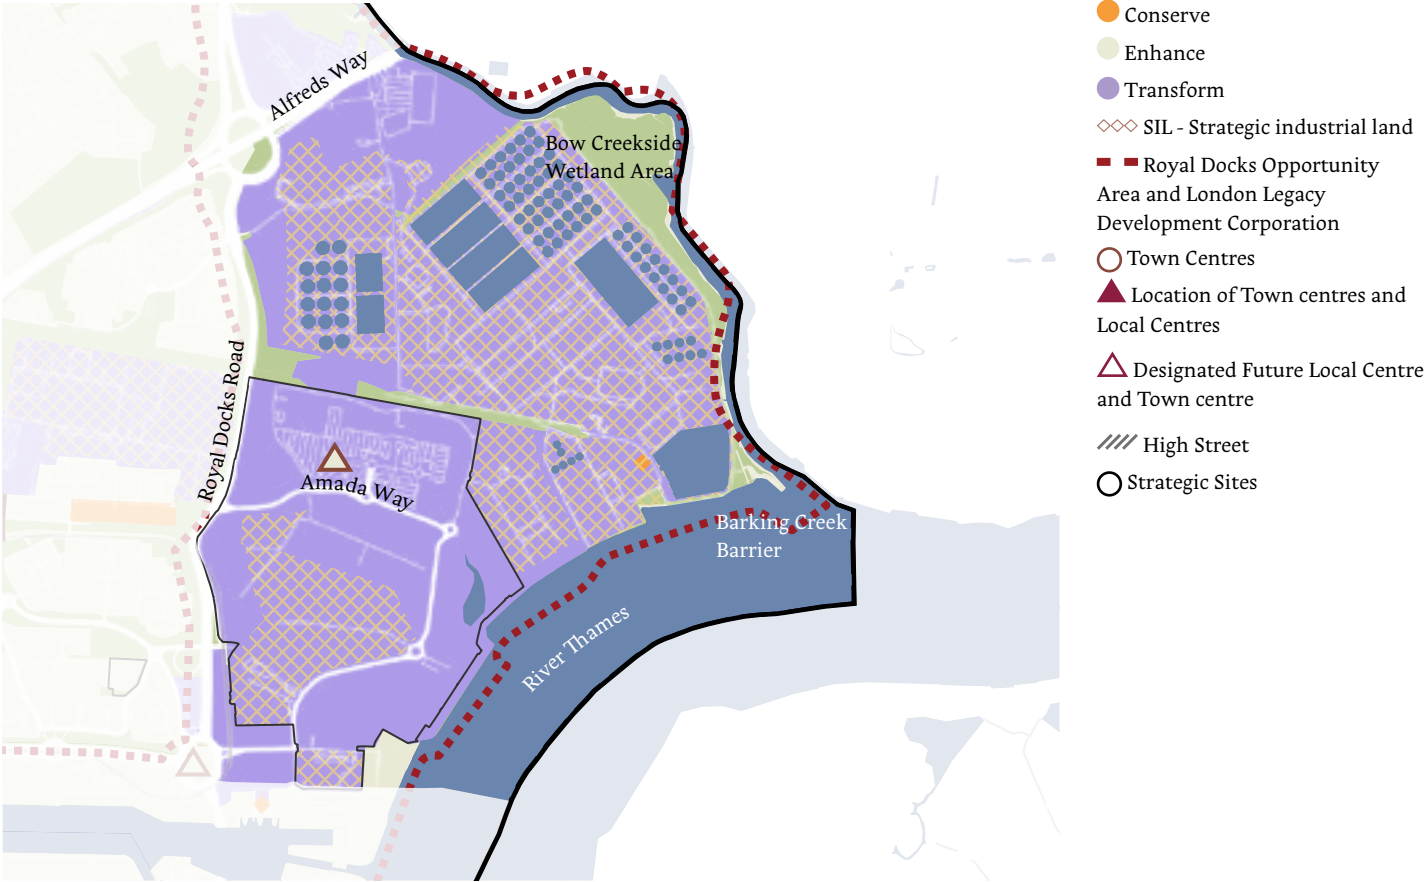 Alfreds Way
Bow Creekside
Wetland Area
Royal Docks Road
Amada Way
Barking Creek
Barrier
River Thames
Conserve
Enhance
Transform
SIL - Strategic industrial land
Royal Docks Opportunity
Area and London Legacy
Development Corporation
Town Centres
Location of Town centres and
Local Centres
Designated Future Local Centre
and Town centre
High Street
Strategic Sites